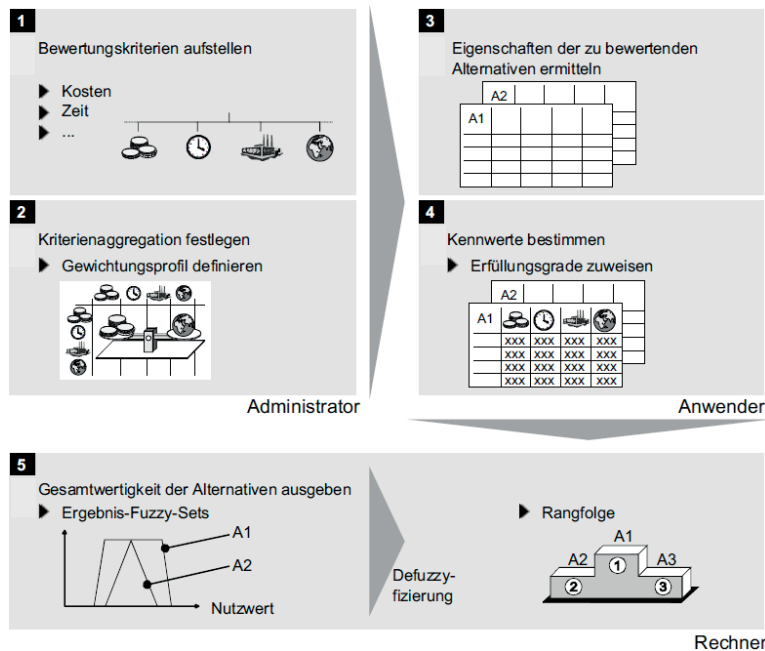 1
Bewertungskriterien aufstellen
Kosten
Zeit
...
2
Kriterienaggregation festlegen
Gewichtungsprofil definieren
Administrator
3
Eigenschaften der zu bewertenden
Alternativen ermitteln
A2
A1
4
Kennwerte bestimmen
Erfüllungsgrade zuweisen
A2
A1
xxx xxx xxx xxx
xxx xxx xxx xxx
xxx xxx xxx xxx
xxx xxx xxx xxx
Anwender
5
Gesamtwertigkeit der Alternativen ausgeben
Ergebnis-Fuzzy-Sets
A1
A2
Nutzwert
Defuzzy-
fizierung
Rangfolge
A1
A2 A3
1
2 3
Rechner